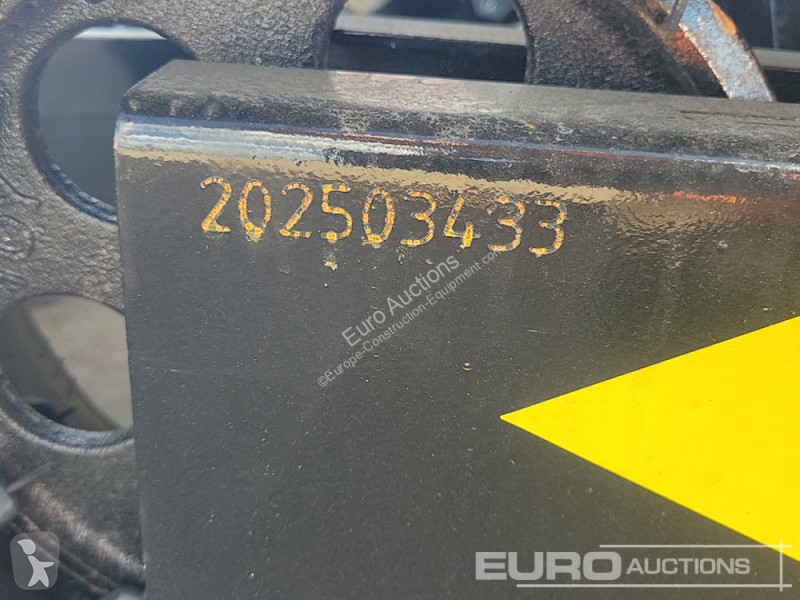 202503433
Euro Auctions
©Europe-Construction-Equipment.com
EURO AUCTIONS